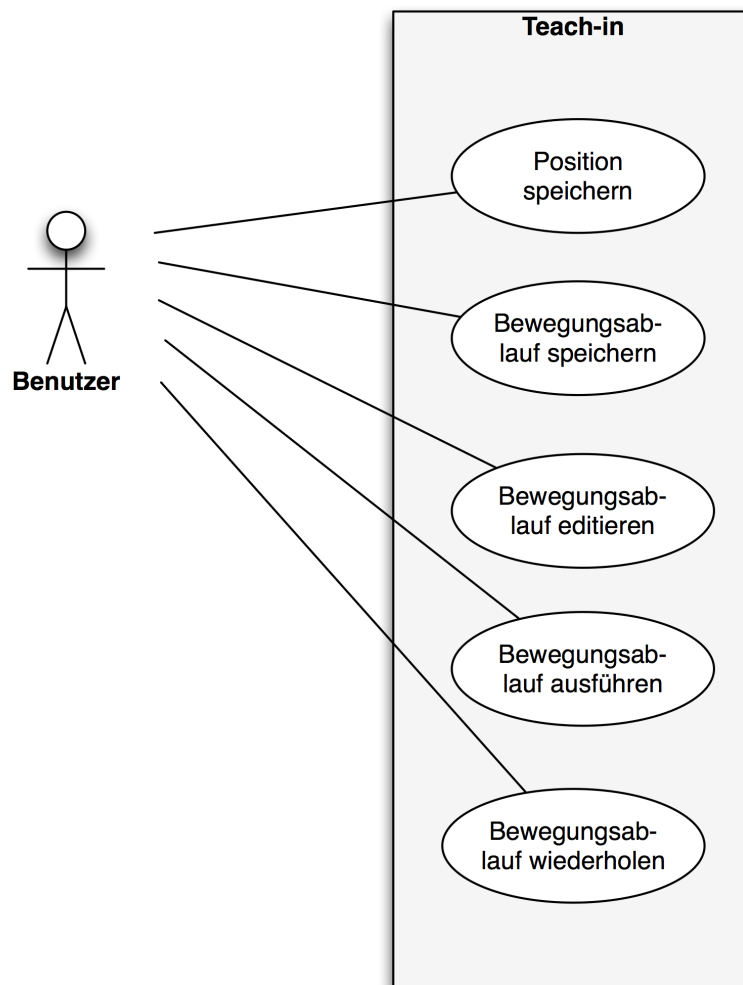 Teach-in
Position
speichern
Benutzer
Bewegungsab-
lauf speichern
Bewegungsab-
lauf editieren
Bewegungsab-
lauf ausführen
Bewegungsab-
lauf wiederholen